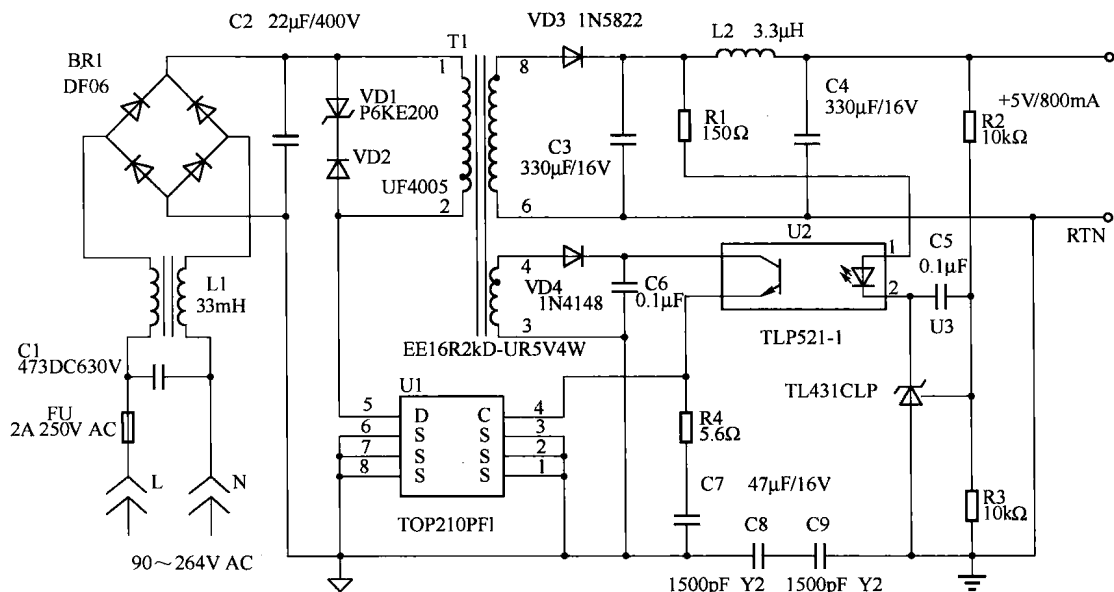 C2 22μF/400V
VD3 1N5822
L2 3.3μH
BR1
DF06
T1
1
8
VD1
P6KE200
C4
330μF/16V
+5V/800mA
R1
150Ω
R2
10kΩ
C3
330μF/16V
VD2
UF4005
2
6
RTN
U2
1
C5
0.1μF
4
VD4
1N4148
C6
0.1μF
2
U3
L1
33mH
3
TLP521-1
EE16R2kD-UR5V4W
C1
473DC630V
U1
TL431CLP
FU
2A 250V AC
5 D C 4
6 S S 3
7 S S 2
8 S S 1
R4
5.6Ω
L
N
C7 47μF/16V
R3
10kΩ
TOP210PFI
C8
C9
90～264V AC
1500pF Y2
1500pF Y2